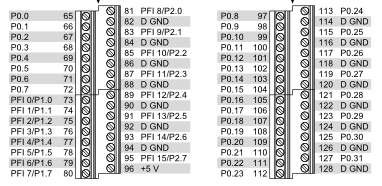 P0.0 65
P0.1 66
P0.2 67
P0.3 68
P0.4 69
P0.5 70
P0.6 71
P0.7 72
PFI 0/P1.0 73
PFI 1/P1.1 74
PFI 2/P1.2 75
PFI 3/P1.3 76
PFI 4/P1.4 77
PFI 5/P1.5 78
PFI 6/P1.6 79
PFI 7/P1.7 80
81 PFI 8/P2.0
82 D GND
83 PFI 9/P2.1
84 D GND
85 PFI 10/P2.2
86 D GND
87 PFI 11/P2.3
88 D GND
89 PFI 12/P2.4
90 D GND
91 PFI 13/P2.5
92 D GND
93 PFI 14/P2.6
94 D GND
95 PFI 15/P2.7
96 +5 V
P0.8 97
P0.9 98
P0.10 99
P0.11 100
P0.12 101
P0.13 102
P0.14 103
P0.15 104
P0.16 105
P0.17 106
P0.18 107
P0.19 108
P0.20 109
P0.21 110
P0.22 111
P0.23 112
113 P0.24
114 D GND
115 P0.25
116 D GND
117 P0.26
118 D GND
119 P0.27
120 D GND
121 P0.28
122 D GND
123 P0.29
124 D GND
125 P0.30
126 D GND
127 P0.31
128 D GND